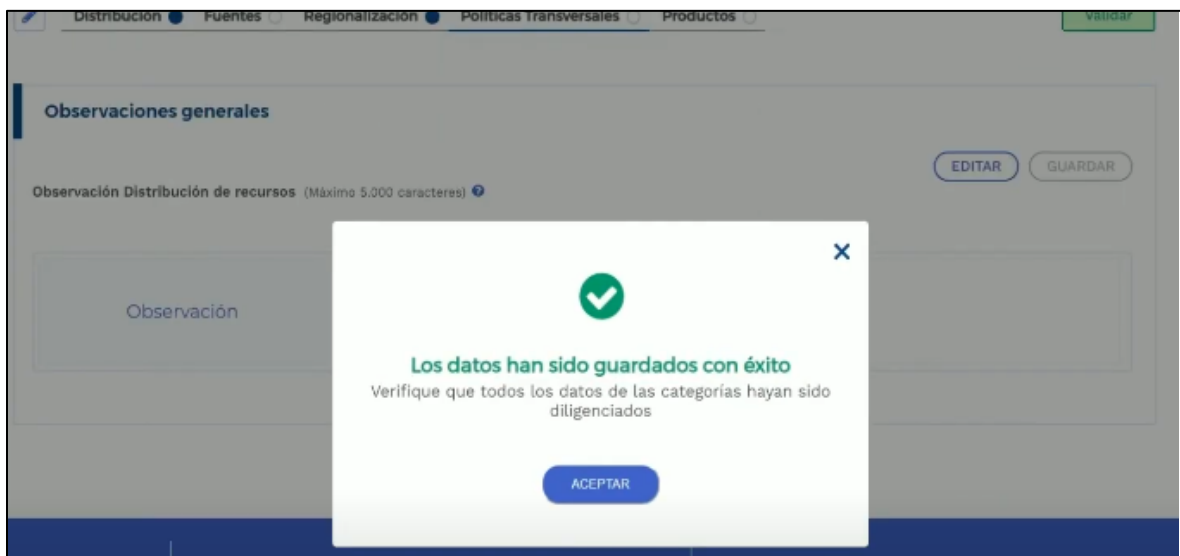 Distribución Fuentes Regionalización Políticas Transversales Productos Validar
Observaciones generales
EDITAR GUARDAR
Observación Distribución de recursos (Máximo 5.000 caracteres) ?
Observación
Los datos han sido guardados con éxito
Verifique que todos los datos de las categorías hayan sido
diligenciados
ACEPTAR